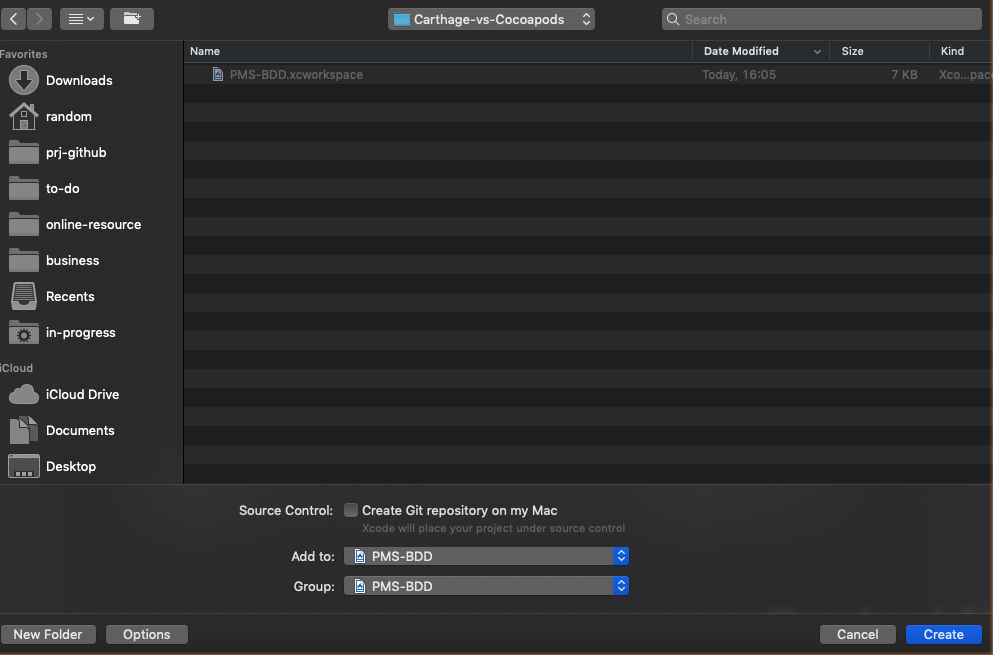 Carthage-vs-Cocoapods
Search
Favorites
Downloads
random
prj-github
to-do
online-resource
business
Recents
in-progress
iCloud
iCloud Drive
Documents
Desktop
Name Date Modified Size Kind
PMS-BDD.xcworkspace Today, 16:05 7 KB Xco...pace
Source Control: Create Git repository on my Mac
Xcode will place your project under source control
Add to: PMS-BDD
Group: PMS-BDD
New Folder Options Cancel Create